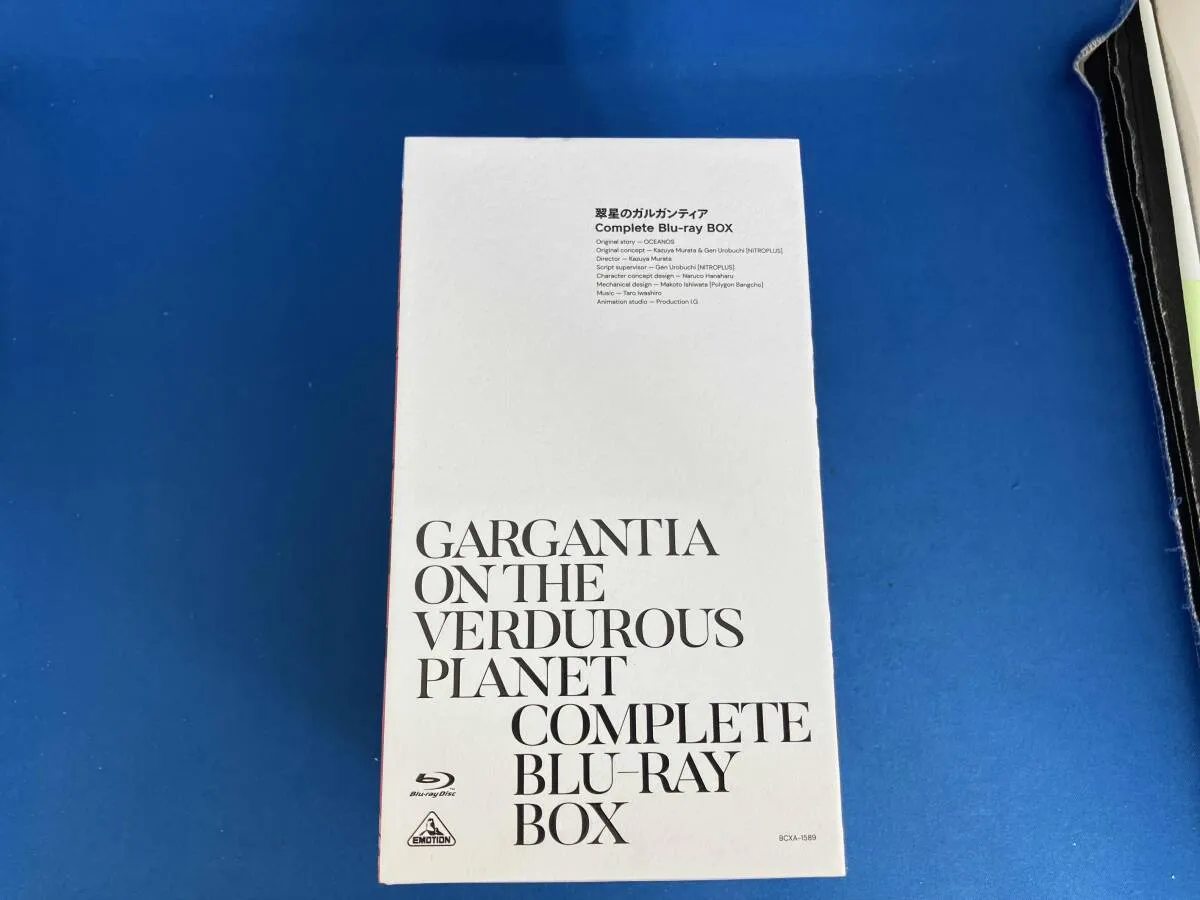 翠星のガルガンティア
Complete Blu-ray BOX
Original story — OCEANOS
Original concept — Kazuya Murata & Gen Urobuchi [NITROPLUS]
Director — Kazuya Murata
Script supervisor — Gen Urobuchi [NITROPLUS]
Character concept design — Naruco Hanaharu
Mechanical design — Makoto Ishiwata [Polygon Bangcho]
Music — Taro Iwashiro
Animation studio — Production I.G.
GARGANTIA
ON THE
VERDUROUS
PLANET
COMPLETE
BLU-RAY
BOX
Blu-ray Disc
TM
EMOTION
BCXA-1589